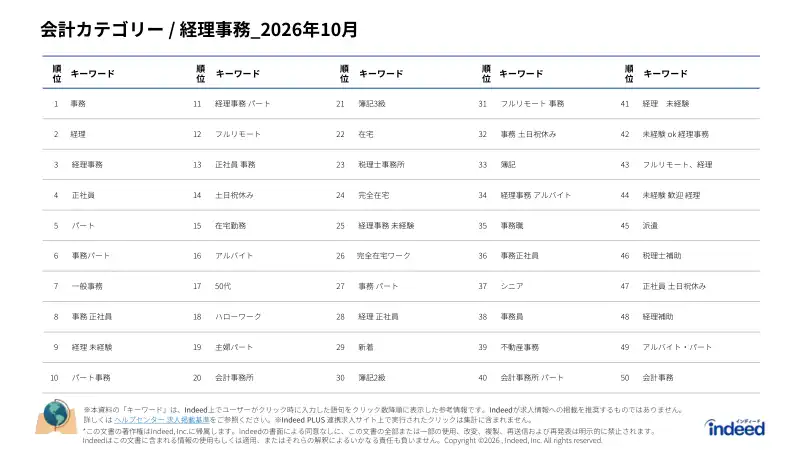 会計カテゴリー / 経理事務_2026年10月
順位 キーワード 順位 キーワード 順位 キーワード 順位 キーワード 順位 キーワード
1 事務 11 経理事務 パート 21 簿記3級 31 フルリモート 事務 41 経理　未経験
2 経理 12 フルリモート 22 在宅 32 事務 土日祝休み 42 未経験 ok 経理事務
3 経理事務 13 正社員 事務 23 税理士事務所 33 簿記 43 フルリモート、経理
4 正社員 14 土日祝休み 24 完全在宅 34 経理事務 アルバイト 44 未経験 歓迎 経理
5 パート 15 在宅勤務 25 経理事務 未経験 35 事務職 45 派遣
6 事務パート 16 アルバイト 26 完全在宅ワーク 36 事務正社員 46 税理士補助
7 一般事務 17 50代 27 事務 パート 37 シニア 47 正社員 土日祝休み
8 事務 正社員 18 ハローワーク 28 経理 正社員 38 事務員 48 経理補助
9 経理 未経験 19 主婦パート 29 新着 39 不動産事務 49 アルバイト・パート
10 パート事務 20 会計事務所 30 簿記2級 40 会計事務所 パート 50 会計事務
※本資料の「キーワード」は、Indeed上でユーザーがクリック時に入力した語句をクリック数降順に表示した参考情報です。Indeedが求人情報への掲載を推奨するものではありません。
詳しくは ヘルプセンター 求人掲載基準をご参照ください。※Indeed PLUS 連携求人サイト上で実行されたクリックは集計に含まれません。
*この文書の著作権はIndeed, Inc.に帰属します。Indeedの書面による同意なしに、この文書の全部または一部の使用、改変、複製、再送信および再発表は明示的に禁止されます。
Indeedはこの文書に含まれる情報の使用もしくは適用、またはそれらの解釈によるいかなる責任も負いません。Copyright ©2026 , Indeed, Inc. All rights reserved.
インディード
indeed